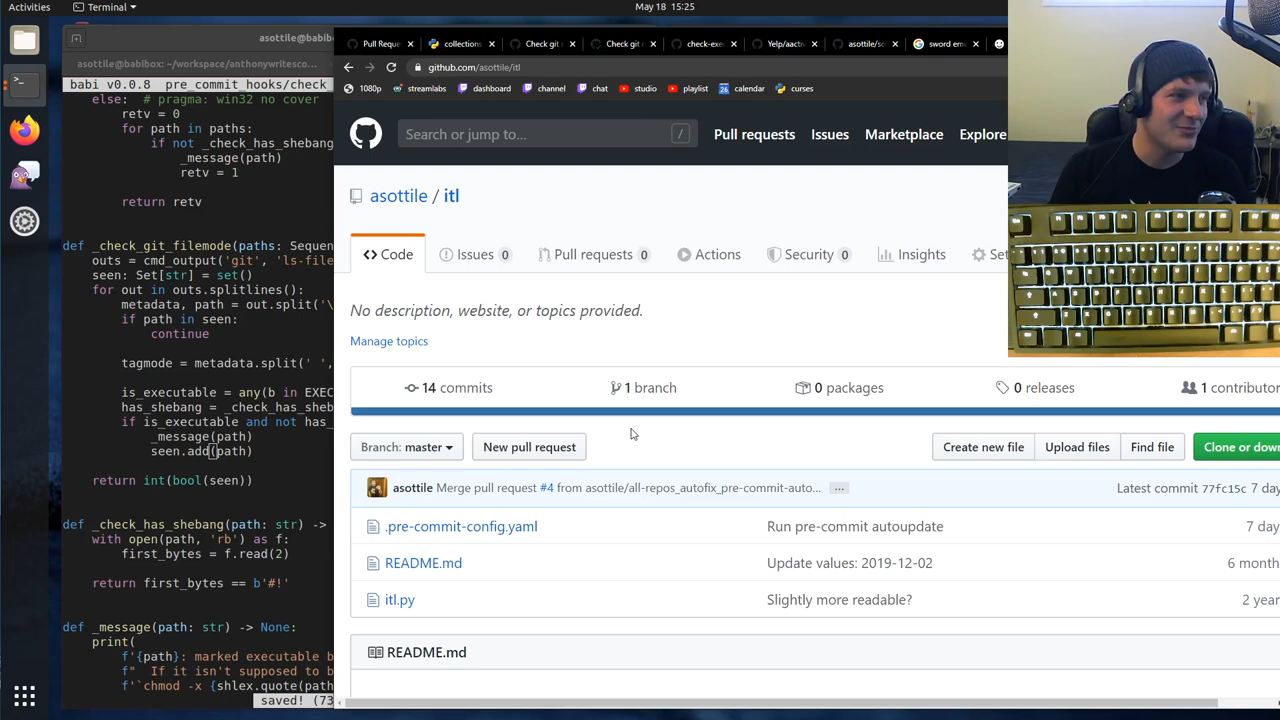 Activities
Terminal
May 18 15:25
asottile@babib
asottile@babibox: ~/workspace/anthonywritesco...
babi v0.0.8 pre_commit_hooks/check_
else:  # pragma: win32 no cover
retv = 0
for path in paths:
if not _check_has_shebang
_message(path)
retv = 1
return retv
def _check_git_filemode(paths: Sequen
outs = cmd_output('git', 'ls-file
seen: Set[str] = set()
for out in outs.splitlines():
metadata, path = out.split('\
if path in seen:
continue
tagmode = metadata.split(' ',
is_executable = any(b in EXEC
has_shebang = _check_has_sheb
if is_executable and not has_
_message(path)
seen.add(path)
return int(bool(seen))
def _check_has_shebang(path: str) ->
with open(path, 'rb') as f:
first_bytes = f.read(2)
return first_bytes == b'#!'
def _message(path: str) -> None:
print(
f'{path}: marked executable b
f"  If it isn't supposed to b
f'`chmod -x {shlex.quote(path
saved! (73
Pull Reque
collections
Check git
Check git
check-exe
Yelp/aacti
asottile/sc
sword em
github.com/asottile/itl
1080p
streamlabs
dashboard
channel
chat
studio
playlist
26 calendar
curses
Search or jump to...
/
Pull requests
Issues
Marketplace
Explore
asottile / itl
<> Code
Issues 0
Pull requests 0
Actions
Security 0
Insights
Set
No description, website, or topics provided.
Manage topics
14 commits
1 branch
0 packages
0 releases
1 contributor
Branch: master
New pull request
Create new file
Upload files
Find file
Clone or down
asottile Merge pull request #4 from asottile/all-repos_autofix_pre-commit-auto... ...
Latest commit 77fc15c 7 day
.pre-commit-config.yaml
Run pre-commit autoupdate
7 day
README.md
Update values: 2019-12-02
6 month
itl.py
Slightly more readable?
2 year
README.md